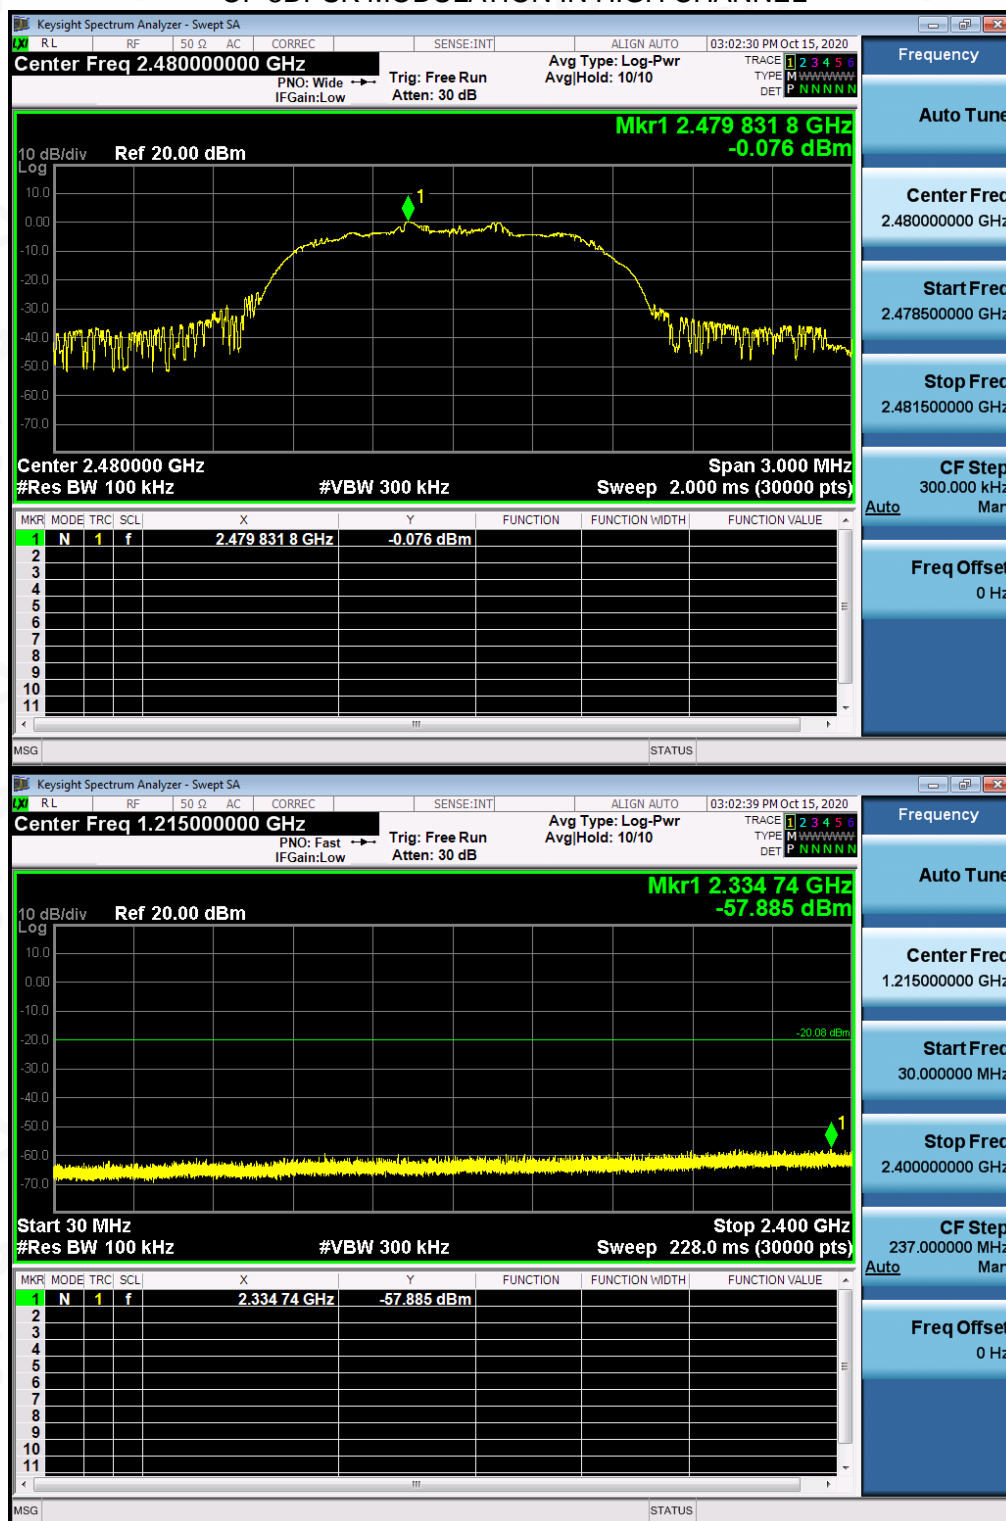 OF 8DPSK MODULATION IN HIGH CHANNEL
Keysight Spectrum Analyzer - Swept SA
LXI RL RF 50 Ω AC CORREC SENSE:INT ALIGN AUTO 03:02:30 PM Oct 15, 2020
Center Freq 2.480000000 GHz
PNO: Wide
IFGain:Low
Trig: Free Run
Atten: 30 dB
Avg Type: Log-Pwr
Avg|Hold: 10/10
TRACE 1 2 3 4 5 6
TYPE M WWWWW
DET P N N N N N
Mkr1 2.479 831 8 GHz
-0.076 dBm
10 dB/div Ref 20.00 dBm
Log
10.0
0.00
-10.0
-20.0
-30.0
-40.0
-50.0
-60.0
-70.0
1
Center 2.480000 GHz Span 3.000 MHz
#Res BW 100 kHz #VBW 300 kHz Sweep 2.000 ms (30000 pts)
MKR MODE TRC SCL X Y FUNCTION FUNCTION WIDTH FUNCTION VALUE
1 N 1 f 2.479 831 8 GHz -0.076 dBm
2
3
4
5
6
7
8
9
10
11
MSG STATUS
Frequency
Auto Tune
Center Freq
2.480000000 GHz
Start Freq
2.478500000 GHz
Stop Freq
2.481500000 GHz
CF Step
300.000 kHz
Auto Man
Freq Offset
0 Hz
Keysight Spectrum Analyzer - Swept SA
LXI RL RF 50 Ω AC CORREC SENSE:INT ALIGN AUTO 03:02:39 PM Oct 15, 2020
Center Freq 1.215000000 GHz
PNO: Fast
IFGain:Low
Trig: Free Run
Atten: 30 dB
Avg Type: Log-Pwr
Avg|Hold: 10/10
TRACE 1 2 3 4 5 6
TYPE M WWWWW
DET P N N N N N
Mkr1 2.334 74 GHz
-57.885 dBm
10 dB/div Ref 20.00 dBm
Log
10.0
0.00
-10.0
-20.0
-30.0
-40.0
-50.0
-60.0
-70.0
-20.08 dBm
1
Start 30 MHz Stop 2.400 GHz
#Res BW 100 kHz #VBW 300 kHz Sweep 228.0 ms (30000 pts)
MKR MODE TRC SCL X Y FUNCTION FUNCTION WIDTH FUNCTION VALUE
1 N 1 f 2.334 74 GHz -57.885 dBm
2
3
4
5
6
7
8
9
10
11
MSG STATUS
Frequency
Auto Tune
Center Freq
1.215000000 GHz
Start Freq
30.000000 MHz
Stop Freq
2.400000000 GHz
CF Step
237.000000 MHz
Auto Man
Freq Offset
0 Hz